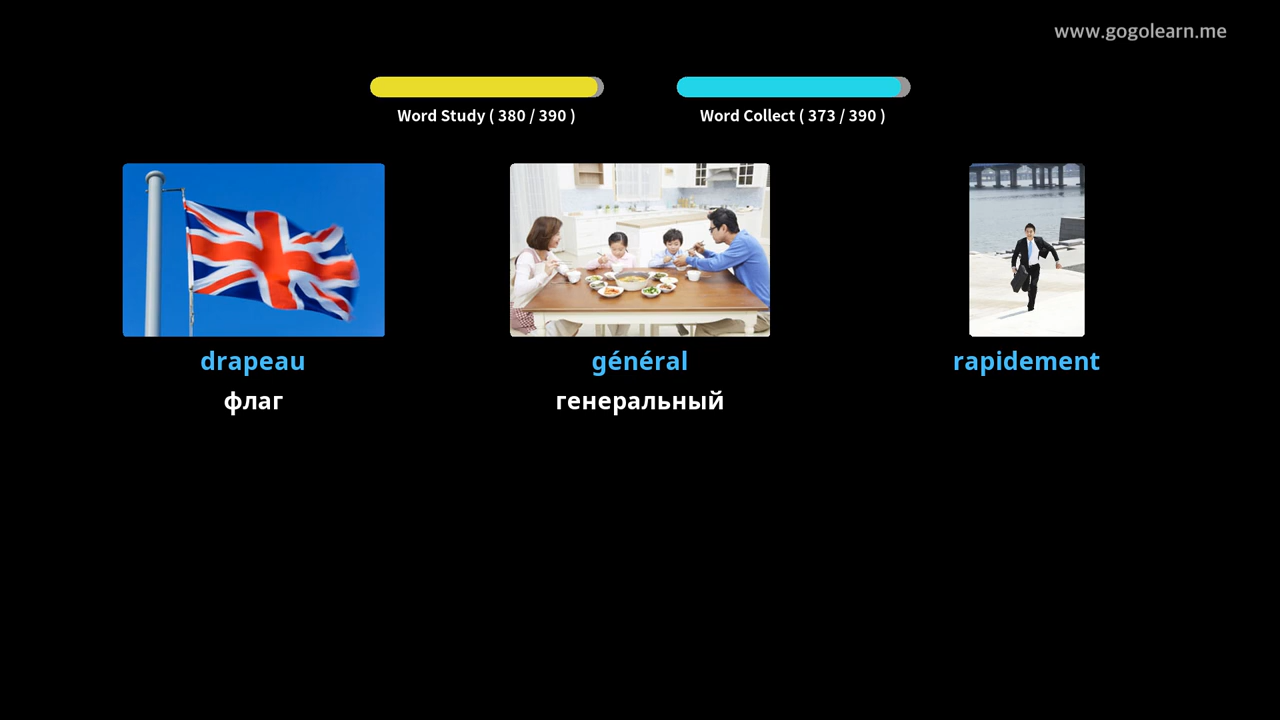 www.gogolearn.me
Word Study ( 380 / 390 )
Word Collect ( 373 / 390 )
drapeau
général
rapidement
флаг
генеральный